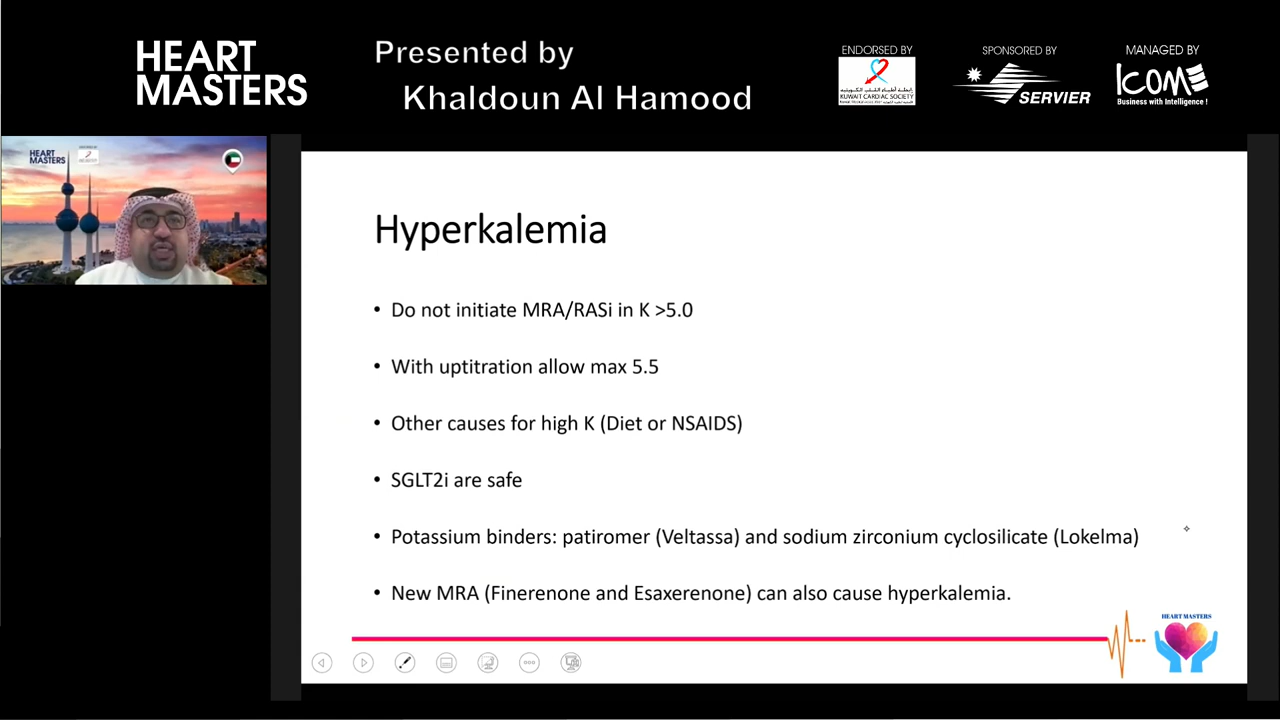 HEART
MASTERS
Presented by
Khaldoun Al Hamood
ENDORSED BY
KUWAIT CARDIAC SOCIETY
SPONSORED BY
SERVIER
MANAGED BY
ICOME
Business with Intelligence !
HEART
MASTERS
Hyperkalemia
• Do not initiate MRA/RASi in K >5.0
• With uptitration allow max 5.5
• Other causes for high K (Diet or NSAIDS)
• SGLT2i are safe
• Potassium binders: patiromer (Veltassa) and sodium zirconium cyclosilicate (Lokelma)
• New MRA (Finerenone and Esaxerenone) can also cause hyperkalemia.
HEART MASTERS